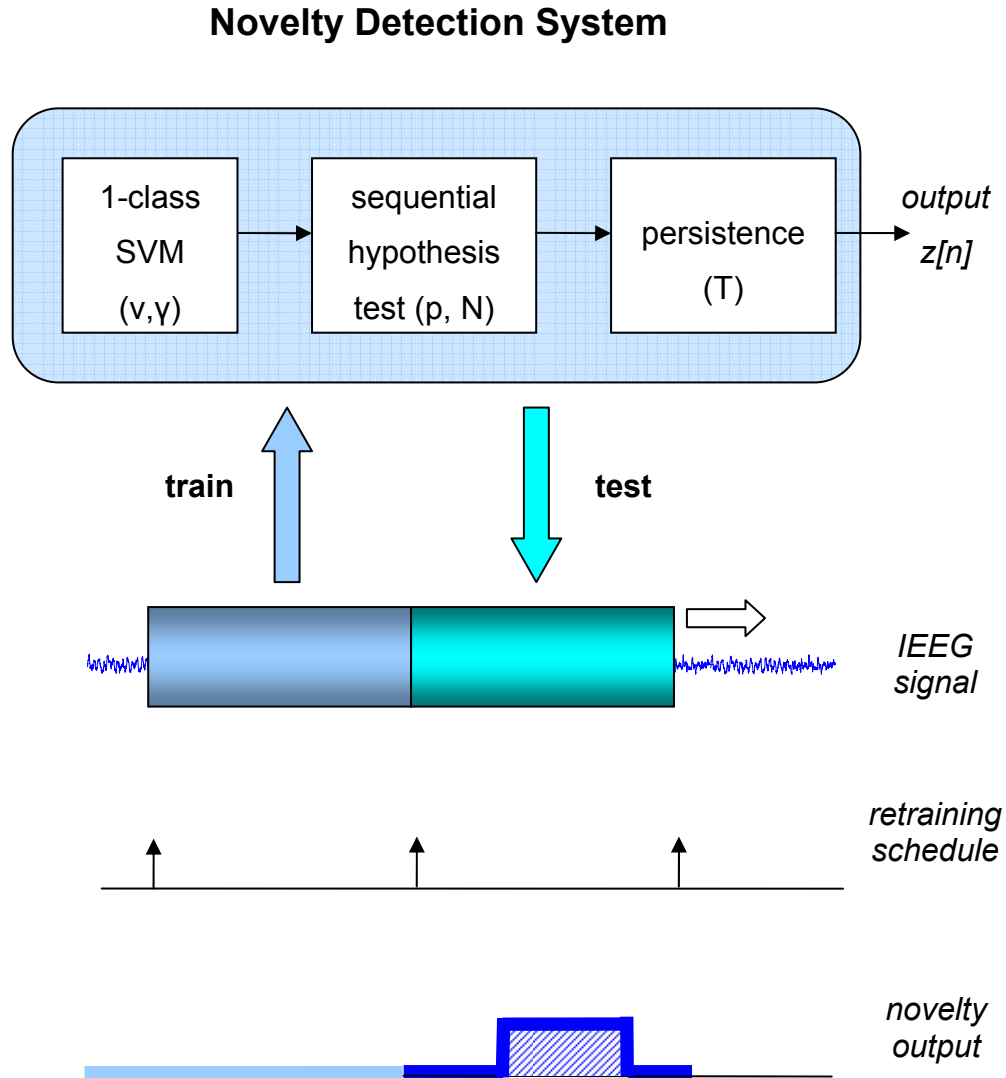 Novelty Detection System
1-class
SVM
(ν,γ)
sequential
hypothesis
test (p, N)
persistence
(T)
output
z[n]
train
test
IEEG
signal
retraining
schedule
novelty
output